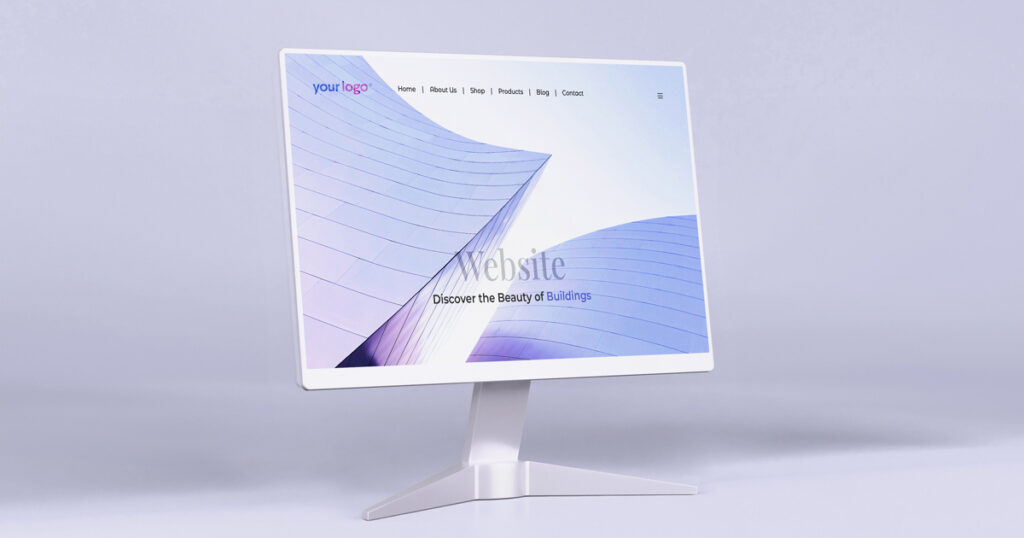 your logo®
Home | About Us | Shop | Products | Blog | Contact
Website
Discover the Beauty of Buildings